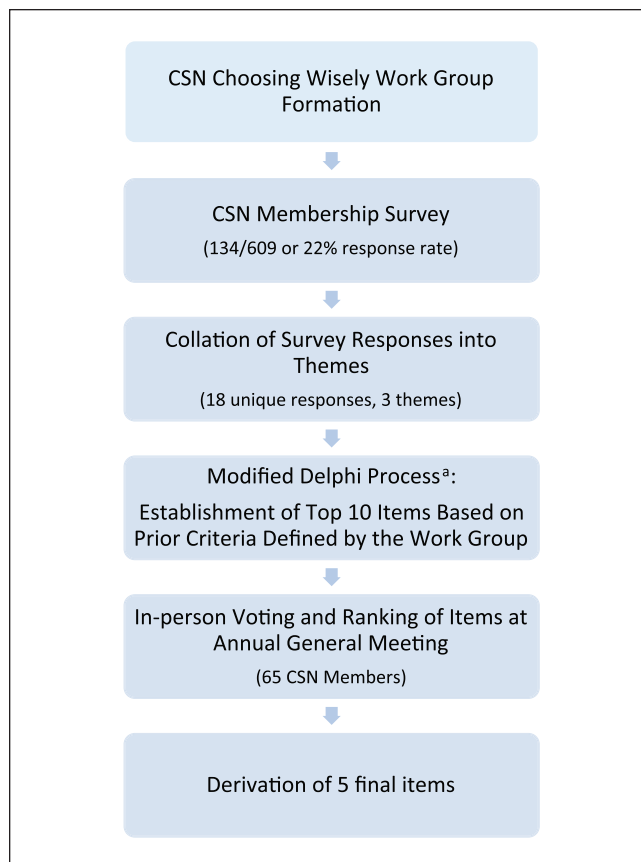 CSN Choosing Wisely Work Group
Formation
CSN Membership Survey
(134/609 or 22% response rate)
Collation of Survey Responses into
Themes
(18 unique responses, 3 themes)
Modified Delphi Processᵃ:
Establishment of Top 10 Items Based on
Prior Criteria Defined by the Work Group
In-person Voting and Ranking of Items at
Annual General Meeting
(65 CSN Members)
Derivation of 5 final items